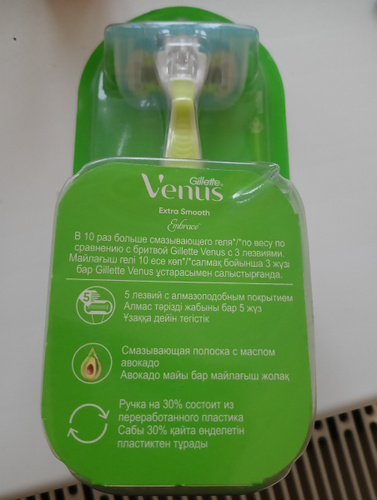 Gillette
Venus
Extra Smooth
Embrace
В 10 раз больше смазывающего геля*/*по весу по
сравнению с бритвой Gillette Venus с 3 лезвиями.
Майлағыш гелі 10 есе көп*/*салмақ бойынша 3 жүзі
бар Gillette Venus ұстарасымен салыстырғанда.
5
5 лезвий с алмазоподобным покрытием
Алмас тәрізді жабыны бар 5 жүз
Ұзаққа дейін тегістік
Смазывающая полоска с маслом
авокадо
Авокадо майы бар майлағыш жолақ
Ручка на 30% состоит из
переработанного пластика
Сабы 30% қайта өңделетін
пластиктен тұрады